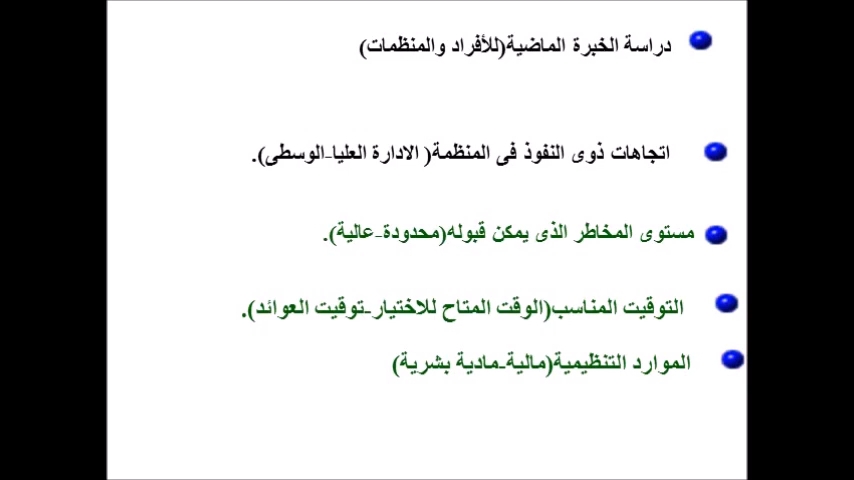 دراسة الخبرة الماضية(للأفراد والمنظمات)
اتجاهات ذوى النفوذ فى المنظمة( الادارة العليا-الوسطى).
مستوى المخاطر الذى يمكن قبوله(محدودة-عالية).
التوقيت المناسب(الوقت المتاح للاختيار-توقيت العوائد).
الموارد التنظيمية(مالية-مادية بشرية)